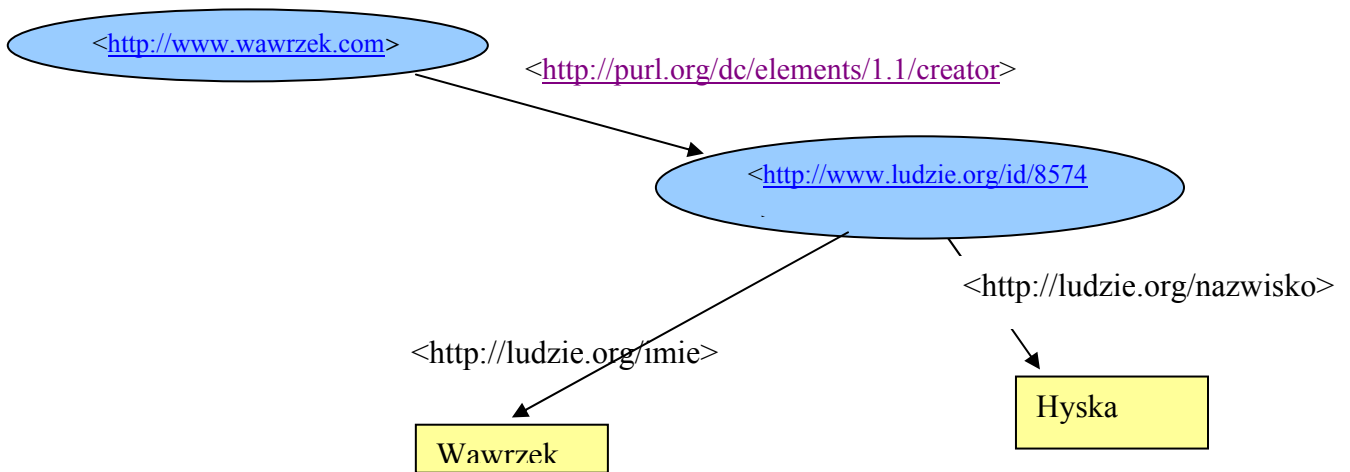 <http://www.wawrzek.com>
<http://purl.org/dc/elements/1.1/creator>
<http://www.ludzie.org/id/8574
<http://ludzie.org/nazwisko>
<http://ludzie.org/imie>
Hyska
Wawrzek